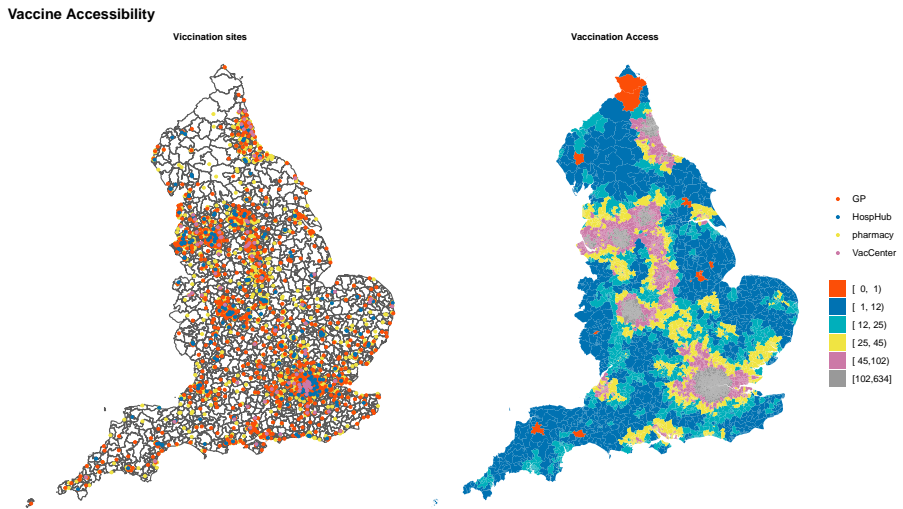 Vaccine Accessibility
Viccination sites
Vaccination Access
GP
HospHub
pharmacy
VacCenter
[ 0, 1)
[ 1, 12)
[ 12, 25)
[ 25, 45)
[ 45,102)
[102,634]